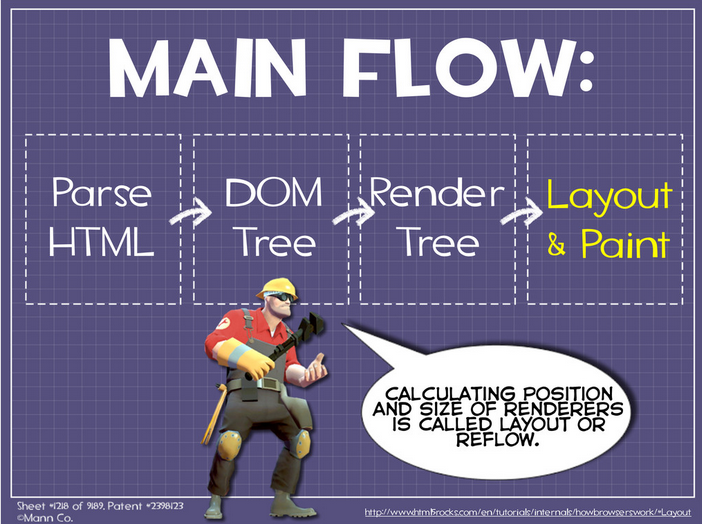 MAIN FLOW:
Parse
HTML
DOM
Tree
Render
Tree
Layout
& Paint
CALCULATING POSITION
AND SIZE OF RENDERERS
IS CALLED LAYOUT OR
REFLOW.
Sheet #1218 of 9189, Patent #2398123
©Mann Co.
http://www.html5rocks.com/en/tutorials/internals/howbrowserswork/#Layout